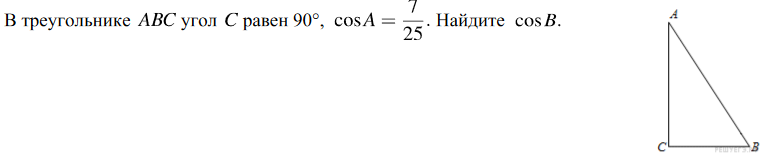 В треугольнике ABC угол C равен 90°, cos A = 7/25. Найдите cos B.
A
C
B